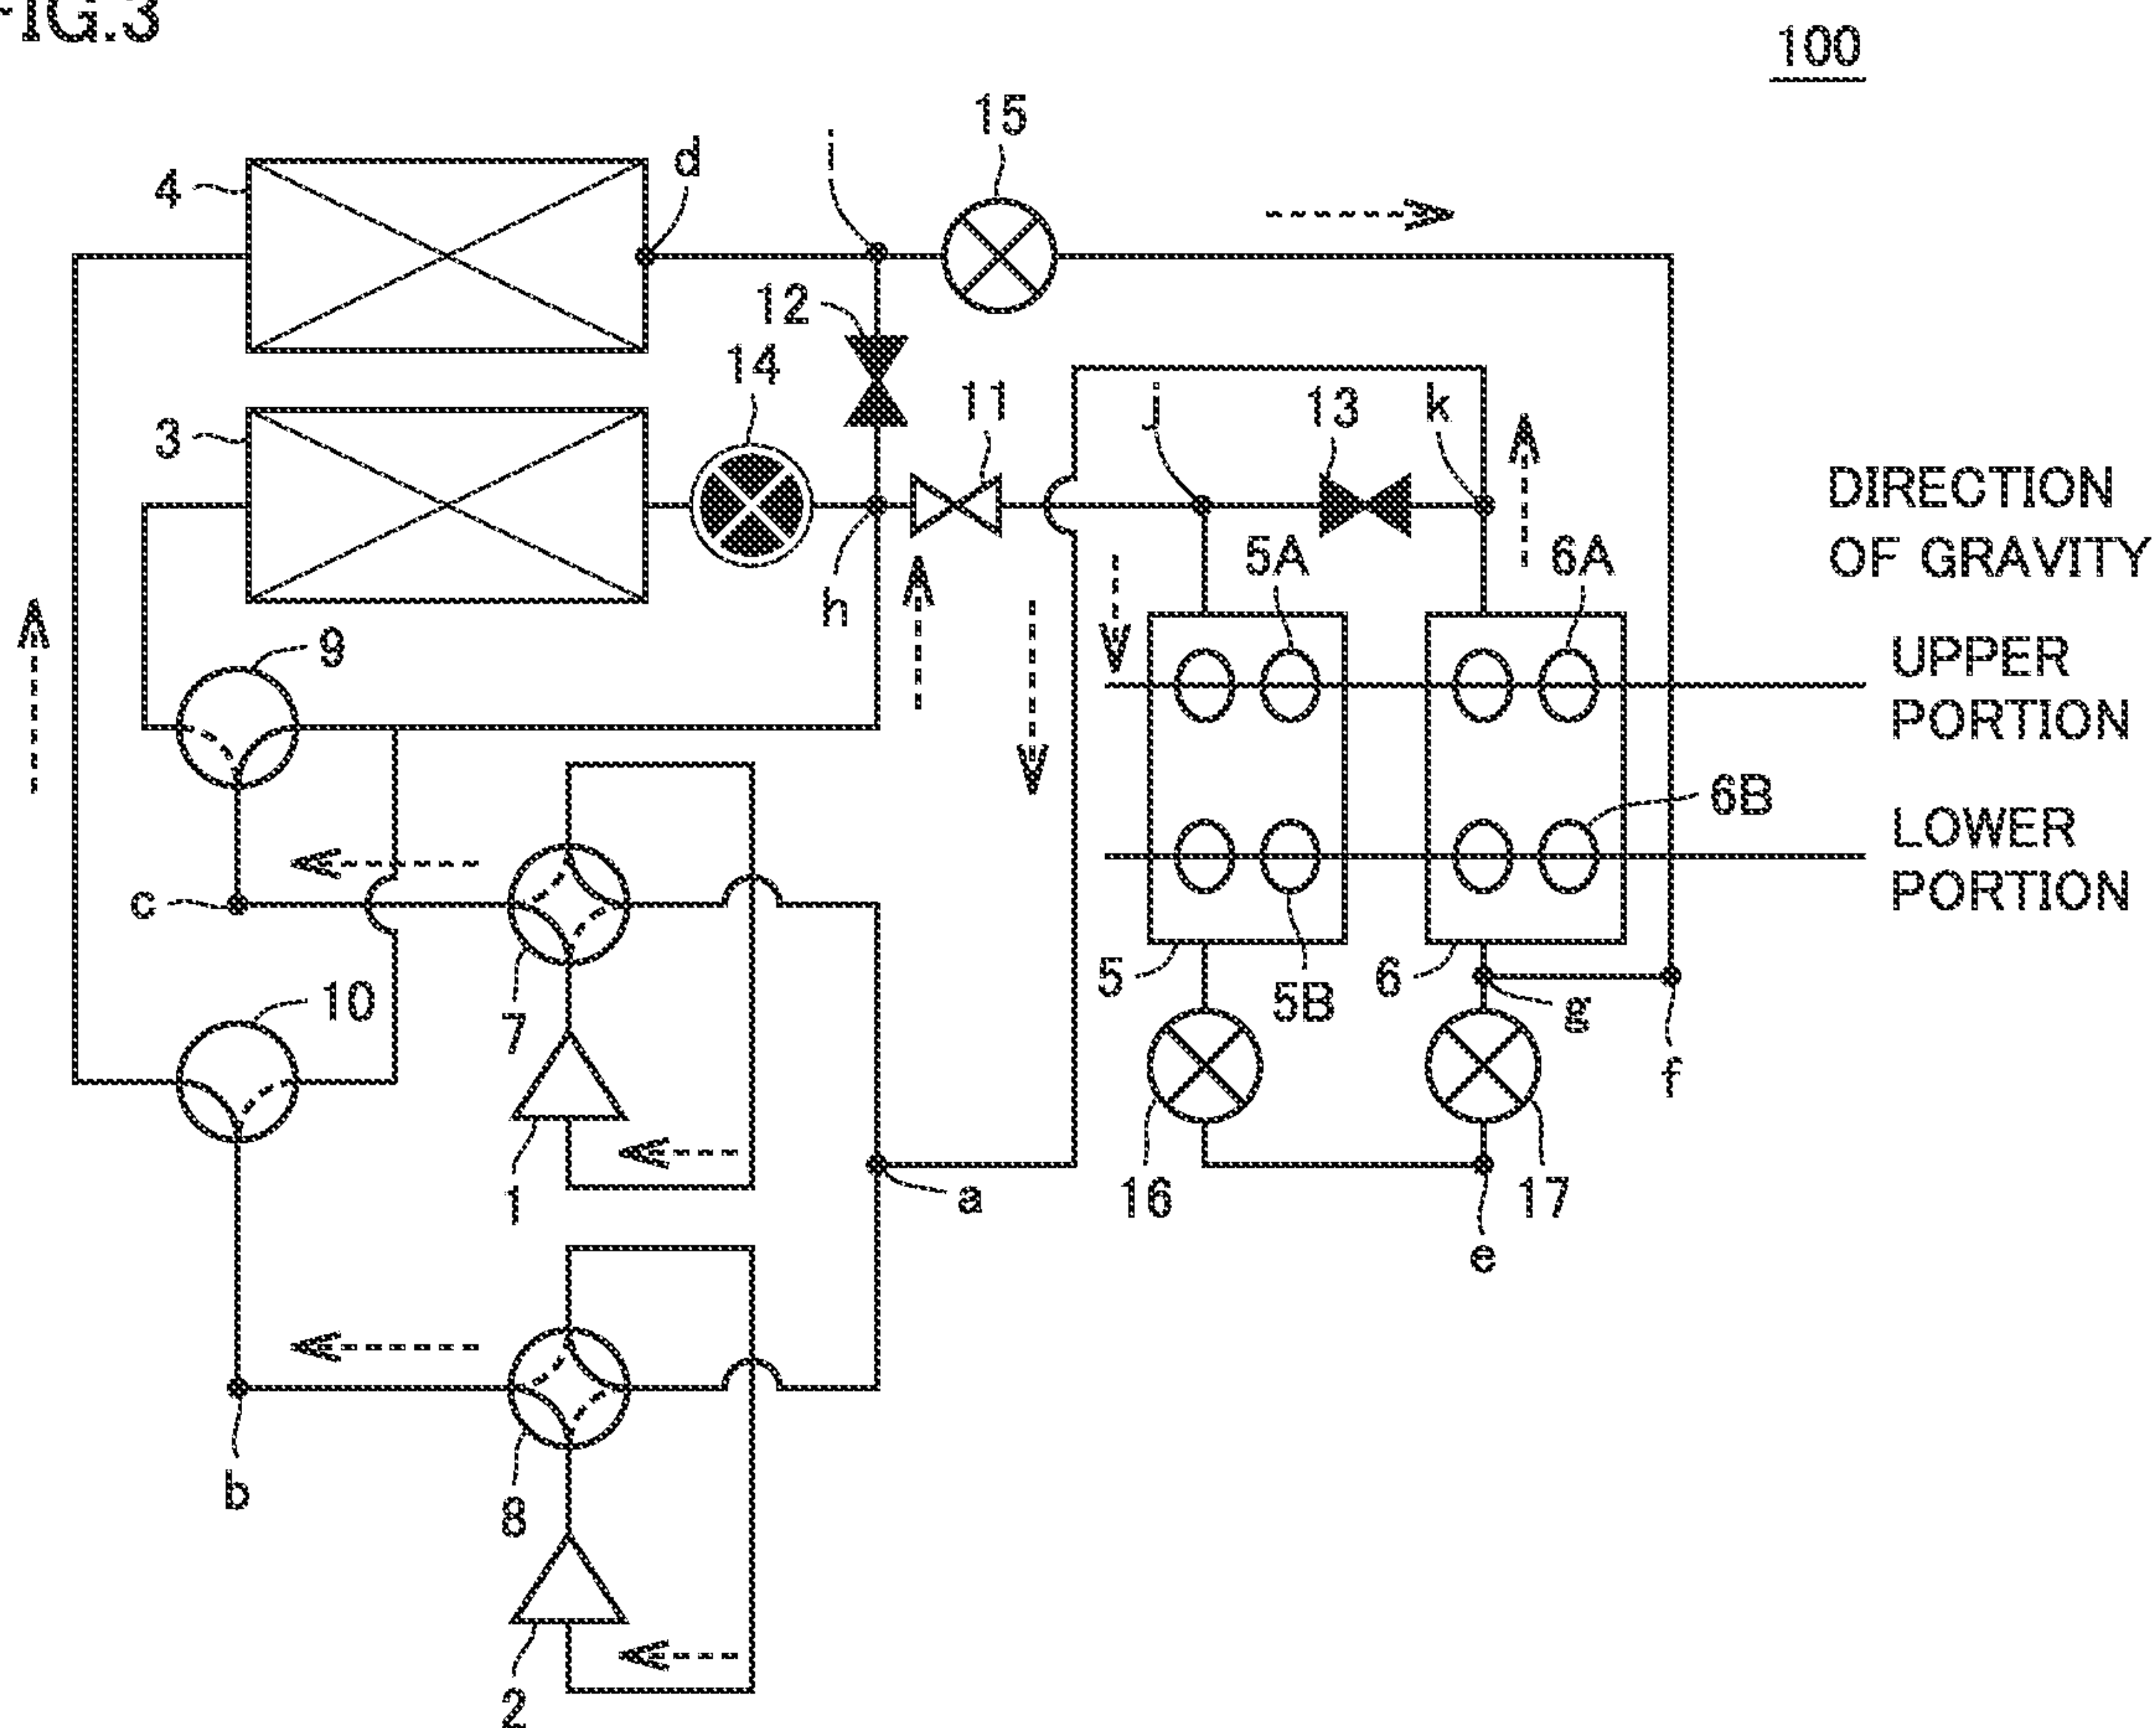 FIG.3
100
15
d
i
4
12
14
11
j
13
k
3
DIRECTION
OF GRAVITY
5A
6A
h
9
UPPER
PORTION
6B
LOWER
PORTION
c
5
6
10
7
5B
g
f
1
a
16
17
e
b
8
2